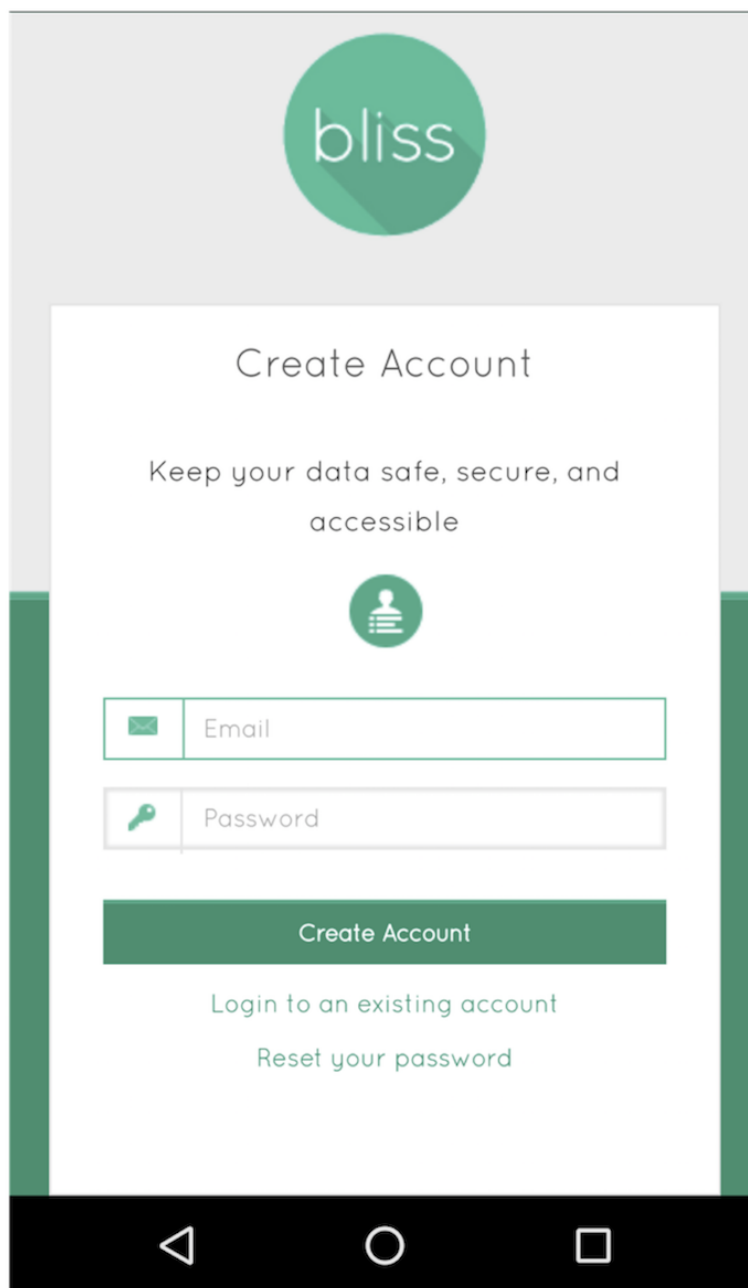 bliss
Create Account
Keep your data safe, secure, and
accessible
Email
Password
Create Account
Login to an existing account
Reset your password